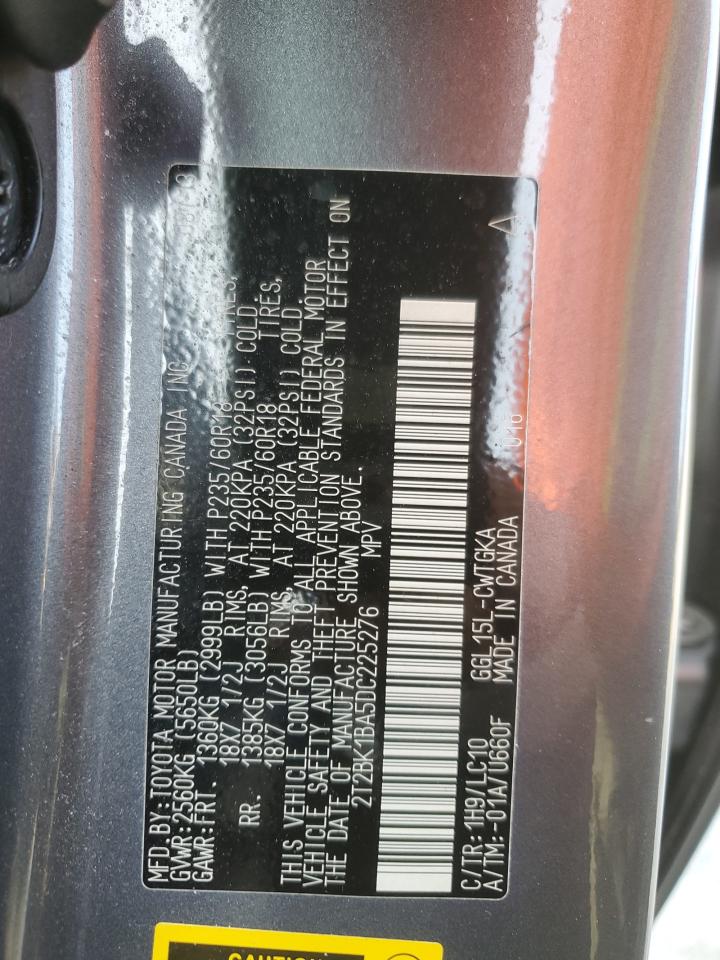 MFD.BY:TOYOTA MOTOR MANUFACTURING CANADA INC
GVWR:2560KG (5650LB)
GAWR:FRT. 1360KG (2999LB) WITH P235/60R18 TIRES,
18X7 1/2J RIMS, AT 220KPA (32PSI) COLD.
RR. 1385KG (3056LB) WITH P235/60R18 TIRES,
18X7 1/2J RIMS, AT 220KPA (32PSI) COLD.
THIS VEHICLE CONFORMS TO ALL APPLICABLE FEDERAL MOTOR
VEHICLE SAFETY AND THEFT PREVENTION STANDARDS IN EFFECT ON
THE DATE OF MANUFACTURE SHOWN ABOVE.
2T2BK1BA5DC225276 MPV
C/TR:1H9/LC10 GGL15L-CWTGKA
A/TM:-01A/U660F MADE IN CANADA
CAUTION